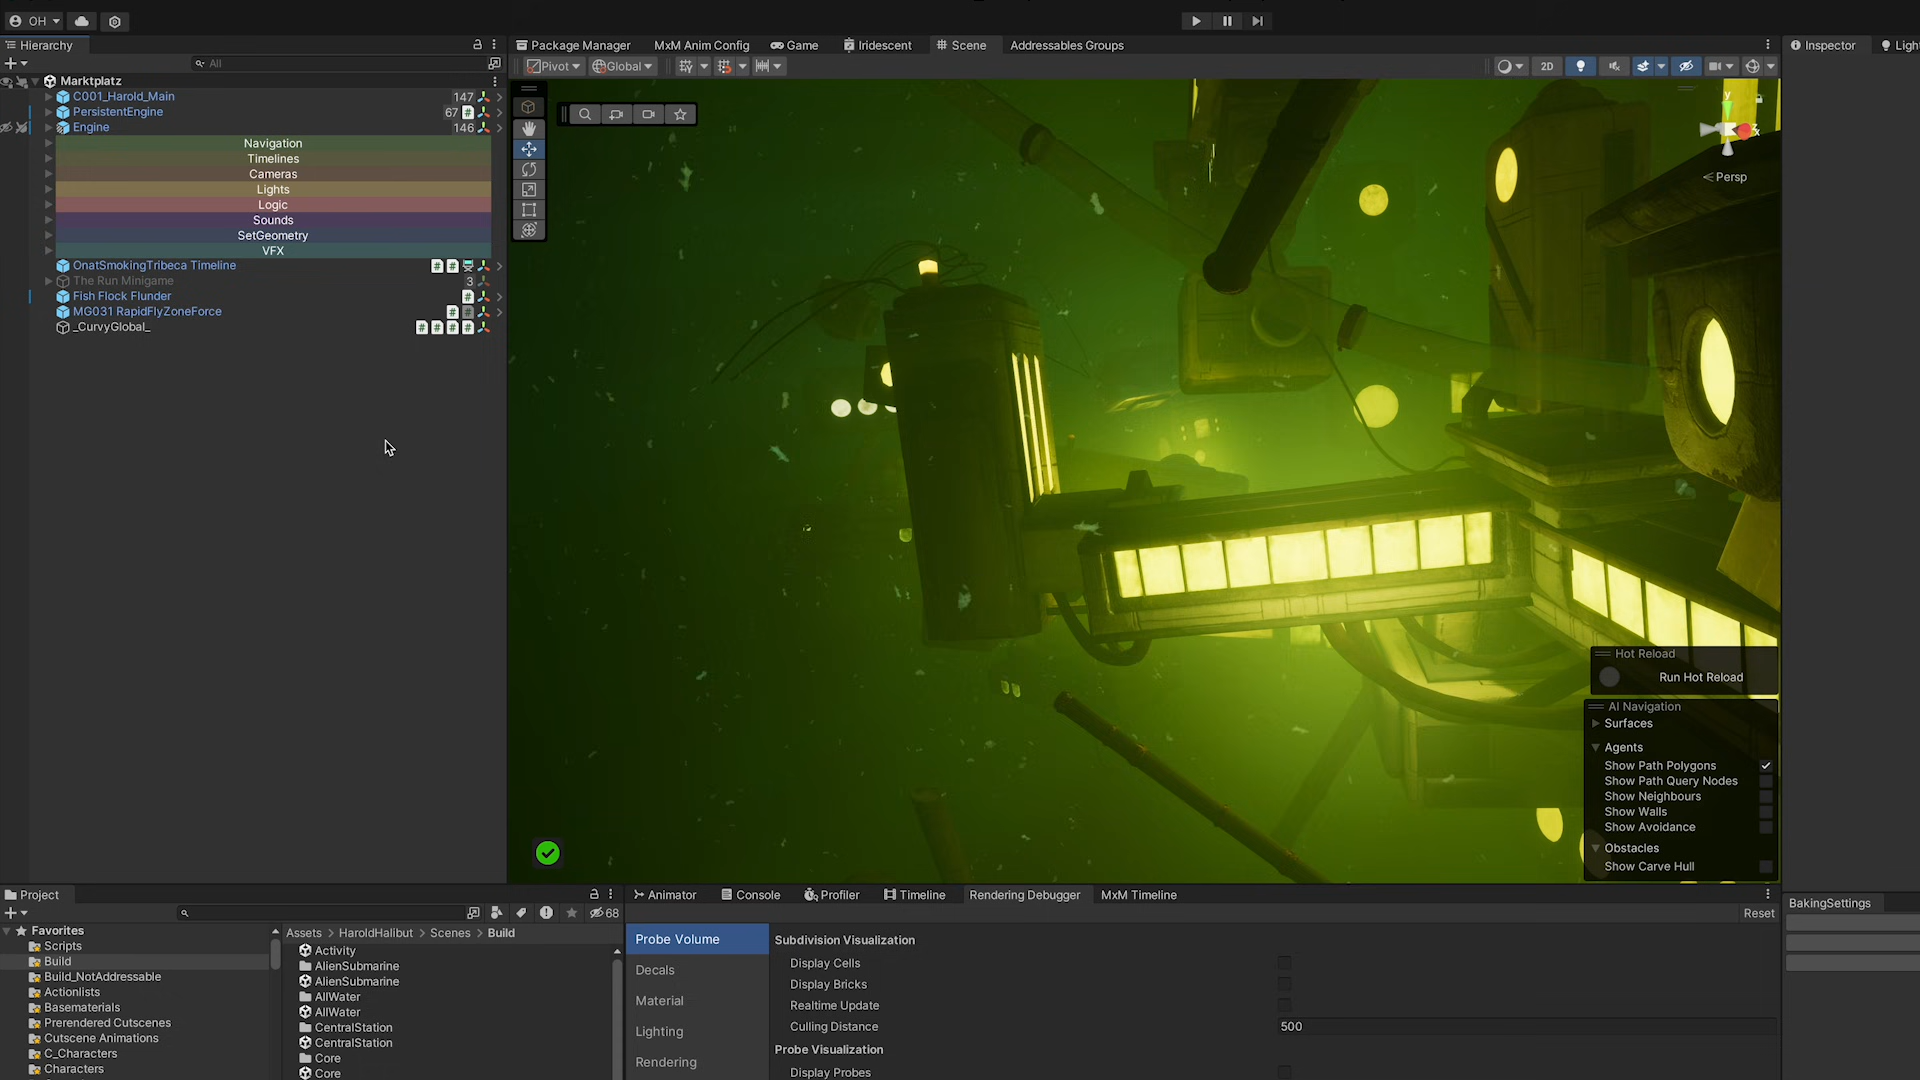 OH
Hierarchy
Package Manager
MxM Anim Config
Game
Iridescent
Scene
Addressables Groups
Inspector
Light
All
Pivot
Global
2D
Marktplatz
C001_Harold_Main
147
PersistentEngine
67
Engine
146
Navigation
Timelines
Cameras
Lights
Logic
Sounds
SetGeometry
VFX
OnatSmokingTribeca Timeline
The Run Minigame
3
Fish Flock Flunder
MG031 RapidFlyZoneForce
_CurvyGlobal_
y
Persp
Hot Reload
Run Hot Reload
AI Navigation
Surfaces
Agents
Show Path Polygons
Show Path Query Nodes
Show Neighbours
Show Walls
Show Avoidance
Obstacles
Show Carve Hull
Project
Animator
Console
Profiler
Timeline
Rendering Debugger
MxM Timeline
BakingSettings
68
Reset
Favorites
Scripts
Build
Build_NotAddressable
Actionlists
Basematerials
Prerendered Cutscenes
Cutscene Animations
C_Characters
Characters
Assets > HaroldHalibut > Scenes > Build
Activity
AlienSubmarine
AlienSubmarine
AllWater
AllWater
CentralStation
CentralStation
Core
Core
Probe Volume
Decals
Material
Lighting
Rendering
Subdivision Visualization
Display Cells
Display Bricks
Realtime Update
Culling Distance
500
Probe Visualization
Display Probes